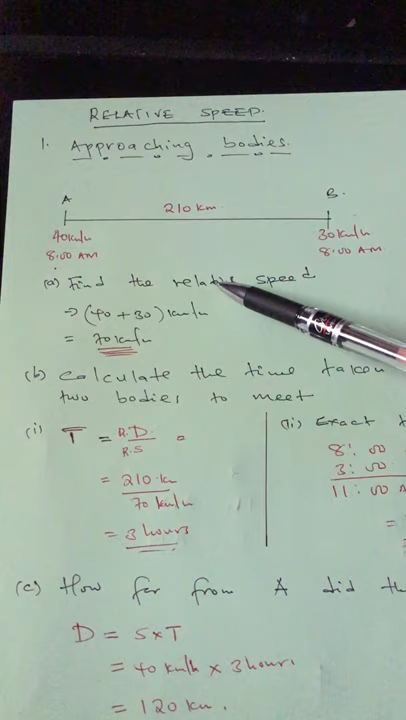 RELATIVE SPEED.
1. Approaching bodies.
A B.
210 km
40km/h 30km/h
8:00 AM 8:00 AM
(a) Find the relative speed
⇒ (40 + 30) km/h
= 70 km/h
(b) Calculate the time taken
two bodies to meet
(i) T = R.D/R.S =
= 210 km/70 km/h
= 3 hours
(ii) Exact
8: 00
3: 00
11: 00 A
=
(c) How far from A did the
D = S x T
= 40 km/h x 3 hours.
= 120 km.